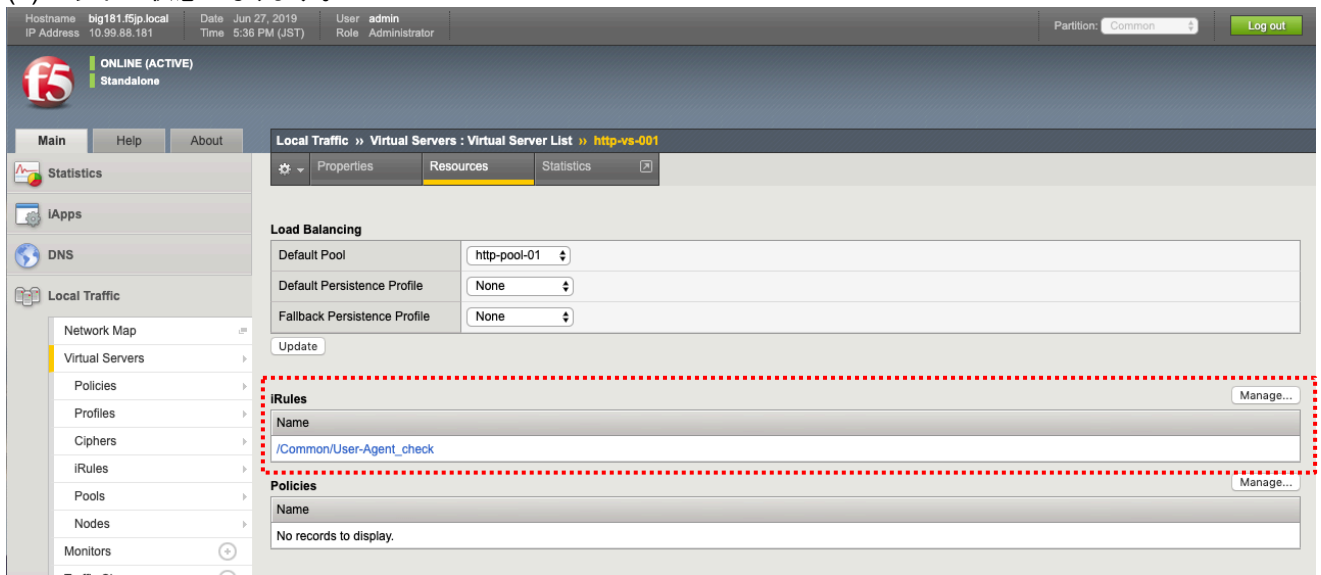 Hostname big181.f5jp.local Date Jun 27, 2019 User admin
IP Address 10.99.88.181 Time 5:36 PM (JST) Role Administrator
Partition: Common Log out
f5
ONLINE (ACTIVE)
Standalone
Main Help About
Local Traffic ›› Virtual Servers : Virtual Server List ›› http-vs-001
Properties Resources Statistics
Statistics
iApps
DNS
Local Traffic
Network Map
Virtual Servers
Policies
Profiles
Ciphers
iRules
Pools
Nodes
Monitors
Load Balancing
Default Pool http-pool-01
Default Persistence Profile None
Fallback Persistence Profile None
Update
iRules Manage...
Name
/Common/User-Agent_check
Policies Manage...
Name
No records to display.